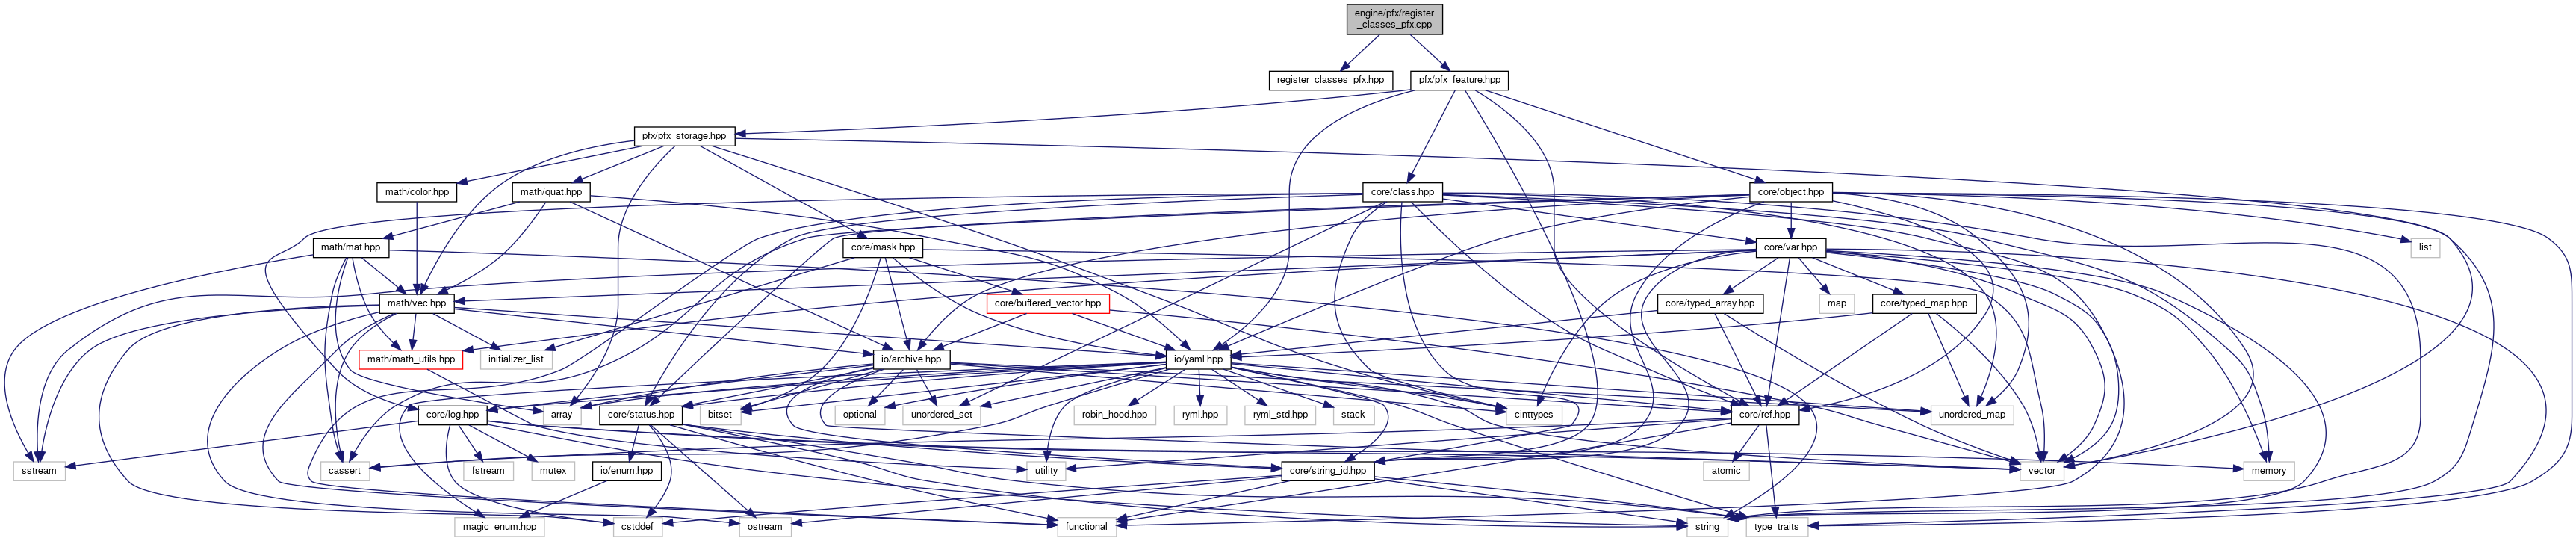 engine/pfx/register
_classes_pfx.cpp
register_classes_pfx.hpp
pfx/pfx_feature.hpp
pfx/pfx_storage.hpp
math/color.hpp
math/quat.hpp
core/class.hpp
core/object.hpp
math/mat.hpp
core/mask.hpp
core/var.hpp
list
math/vec.hpp
core/buffered_vector.hpp
core/typed_array.hpp
map
core/typed_map.hpp
math/math_utils.hpp
initializer_list
io/archive.hpp
io/yaml.hpp
core/log.hpp
array
core/status.hpp
bitset
optional
unordered_set
robin_hood.hpp
ryml.hpp
ryml_std.hpp
stack
cinttypes
core/ref.hpp
unordered_map
sstream
cassert
fstream
mutex
io/enum.hpp
utility
core/string_id.hpp
atomic
vector
memory
magic_enum.hpp
cstddef
ostream
functional
string
type_traits